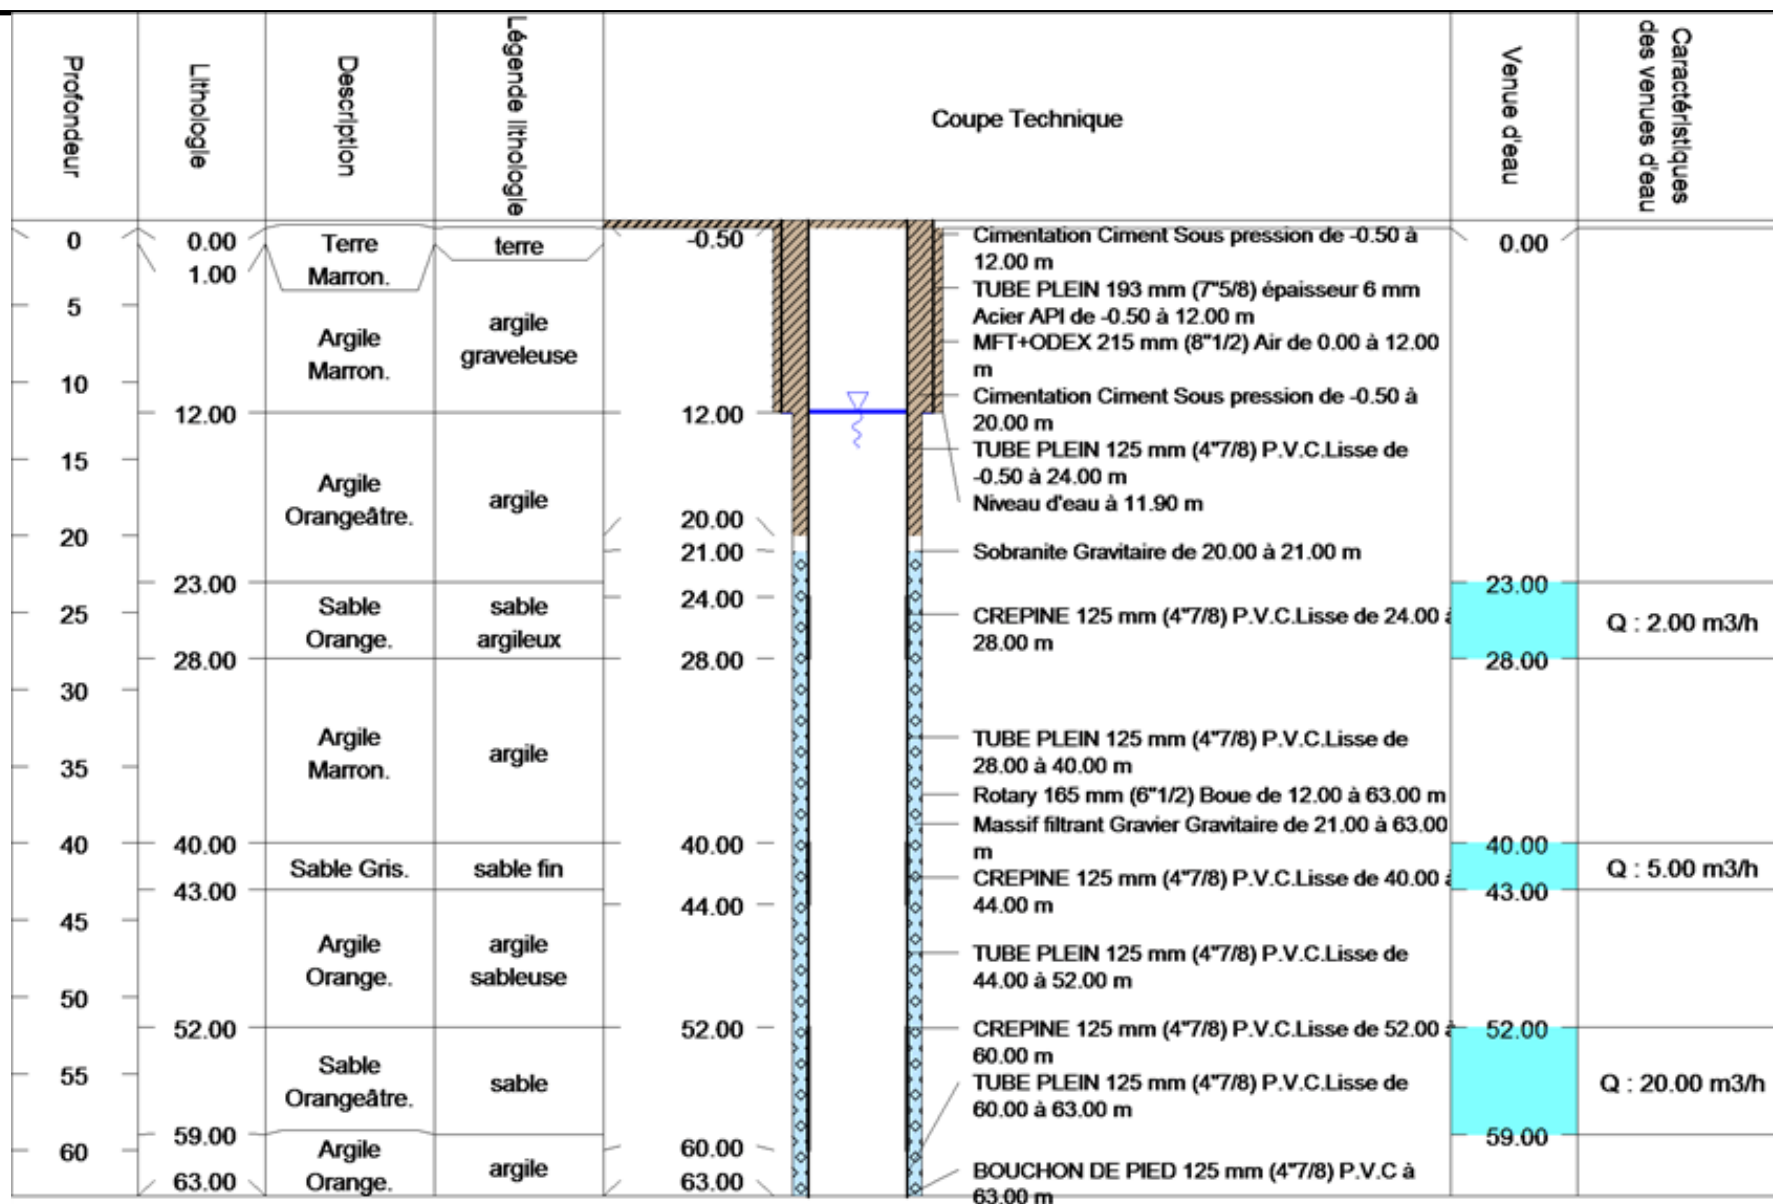 Profondeur
Lithologie
Description
Légende lithologie
Coupe Technique
Venue d'eau
Caractéristiques
des venues d'eau
0
5
10
15
20
25
30
35
40
45
50
55
60
0.00
1.00
12.00
23.00
28.00
40.00
43.00
52.00
59.00
63.00
Terre
Marron.
Argile
Marron.
Argile
Orangeâtre.
Sable
Orange.
Argile
Marron.
Sable Gris.
Argile
Orange.
Sable
Orangeâtre.
Argile
Orange.
terre
argile
graveleuse
argile
sable
argileux
argile
sable fin
argile
sableuse
sable
argile
-0.50
12.00
20.00
21.00
24.00
28.00
40.00
44.00
52.00
60.00
63.00
Cimentation Ciment Sous pression de -0.50 à
12.00 m
TUBE PLEIN 193 mm (7"5/8) épaisseur 6 mm
Acier API de -0.50 à 12.00 m
MFT+ODEX 215 mm (8"1/2) Air de 0.00 à 12.00
m
Cimentation Ciment Sous pression de -0.50 à
20.00 m
TUBE PLEIN 125 mm (4"7/8) P.V.C.Lisse de
-0.50 à 24.00 m
Niveau d'eau à 11.90 m
Sobranite Gravitaire de 20.00 à 21.00 m
CREPINE 125 mm (4"7/8) P.V.C.Lisse de 24.00 à
28.00 m
TUBE PLEIN 125 mm (4"7/8) P.V.C.Lisse de
28.00 à 40.00 m
Rotary 165 mm (6"1/2) Boue de 12.00 à 63.00 m
Massif filtrant Gravier Gravitaire de 21.00 à 63.00
m
CREPINE 125 mm (4"7/8) P.V.C.Lisse de 40.00 à
44.00 m
TUBE PLEIN 125 mm (4"7/8) P.V.C.Lisse de
44.00 à 52.00 m
CREPINE 125 mm (4"7/8) P.V.C.Lisse de 52.00 à
60.00 m
TUBE PLEIN 125 mm (4"7/8) P.V.C.Lisse de
60.00 à 63.00 m
BOUCHON DE PIED 125 mm (4"7/8) P.V.C à
63.00 m
0.00
23.00
28.00
40.00
43.00
52.00
59.00
Q : 2.00 m3/h
Q : 5.00 m3/h
Q : 20.00 m3/h